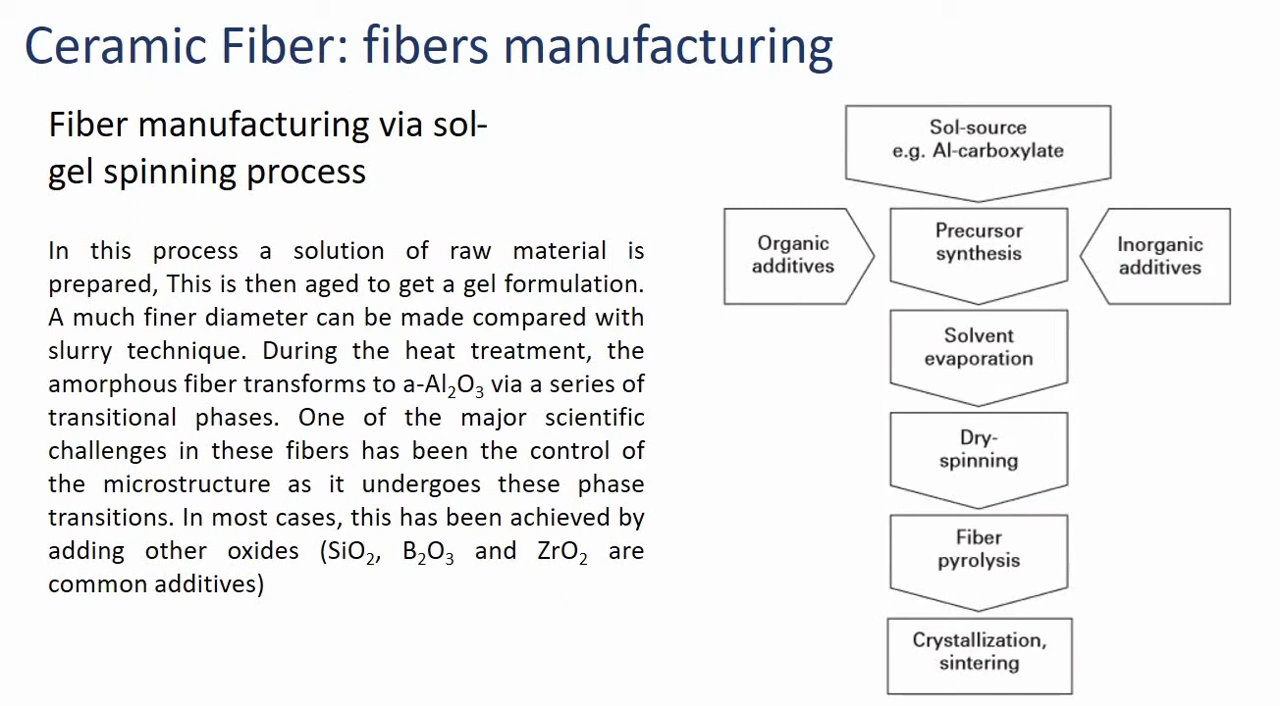 Ceramic Fiber: fibers manufacturing
Fiber manufacturing via sol-
gel spinning process
In this process a solution of raw material is
prepared, This is then aged to get a gel formulation.
A much finer diameter can be made compared with
slurry technique. During the heat treatment, the
amorphous fiber transforms to a-Al₂O₃ via a series of
transitional phases. One of the major scientific
challenges in these fibers has been the control of
the microstructure as it undergoes these phase
transitions. In most cases, this has been achieved by
adding other oxides (SiO₂, B₂O₃ and ZrO₂ are
common additives)
Sol-source
e.g. Al-carboxylate
Organic
additives
Precursor
synthesis
Inorganic
additives
Solvent
evaporation
Dry-
spinning
Fiber
pyrolysis
Crystallization,
sintering